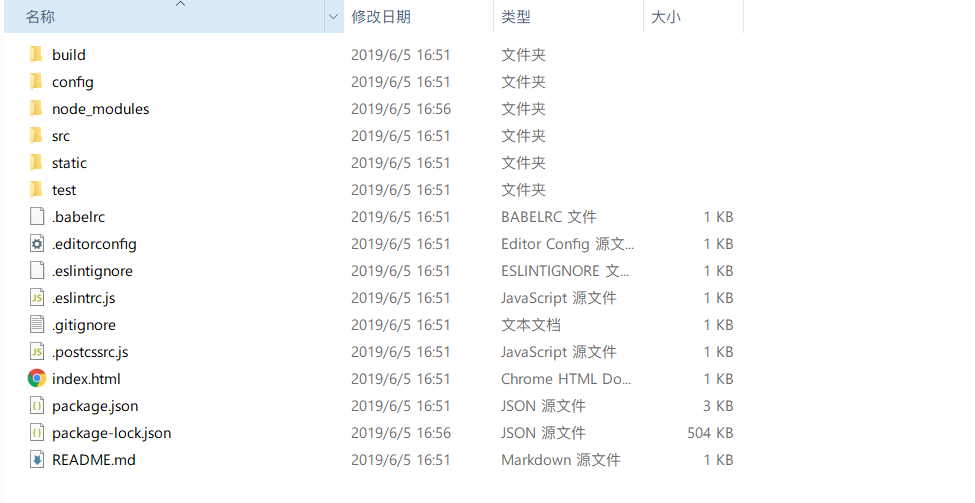 名称 修改日期 类型 大小
build 2019/6/5 16:51 文件夹
config 2019/6/5 16:51 文件夹
node_modules 2019/6/5 16:56 文件夹
src 2019/6/5 16:51 文件夹
static 2019/6/5 16:51 文件夹
test 2019/6/5 16:51 文件夹
.babelrc 2019/6/5 16:51 BABELRC 文件 1 KB
.editorconfig 2019/6/5 16:51 Editor Config 源文... 1 KB
.eslintignore 2019/6/5 16:51 ESLINTIGNORE 文... 1 KB
JS .eslintrc.js 2019/6/5 16:51 JavaScript 源文件 1 KB
.gitignore 2019/6/5 16:51 文本文档 1 KB
JS .postcssrc.js 2019/6/5 16:51 JavaScript 源文件 1 KB
index.html 2019/6/5 16:51 Chrome HTML Do... 1 KB
package.json 2019/6/5 16:51 JSON 源文件 3 KB
package-lock.json 2019/6/5 16:56 JSON 源文件 504 KB
README.md 2019/6/5 16:51 Markdown 源文件 1 KB